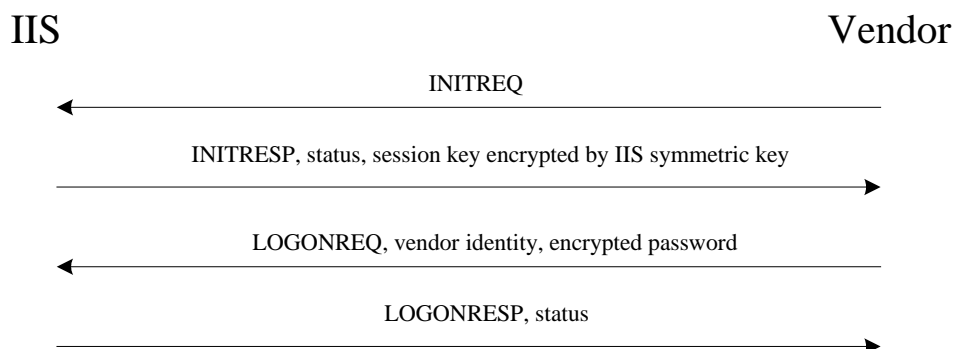 IIS
Vendor
INITREQ
INITRESP, status, session key encrypted by IIS symmetric key
LOGONREQ, vendor identity, encrypted password
LOGONRESP, status